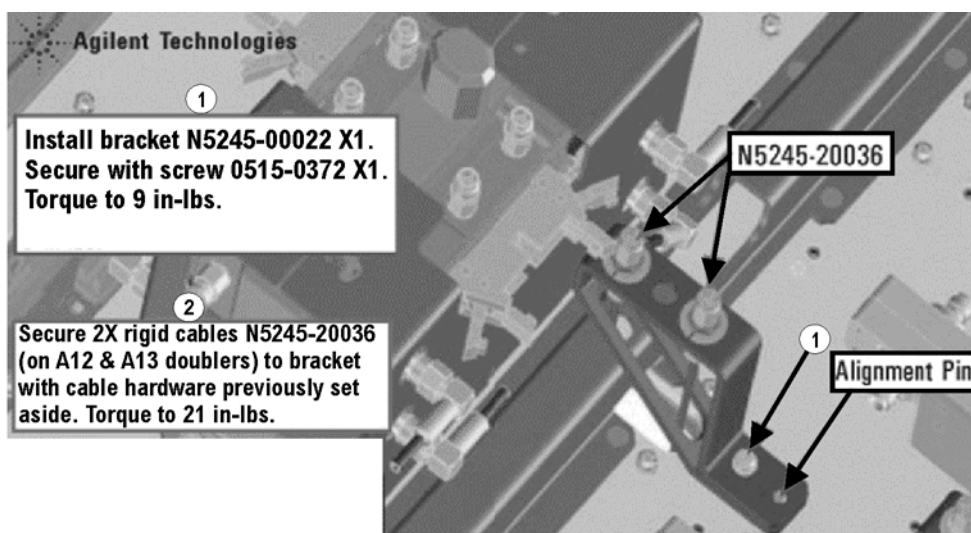 Agilent Technologies
1
Install bracket N5245-00022 X1.
Secure with screw 0515-0372 X1.
Torque to 9 in-lbs.
2
Secure 2X rigid cables N5245-20036
(on A12 & A13 doublers) to bracket
with cable hardware previously set
aside. Torque to 21 in-lbs.
N5245-20036
1
Alignment Pin